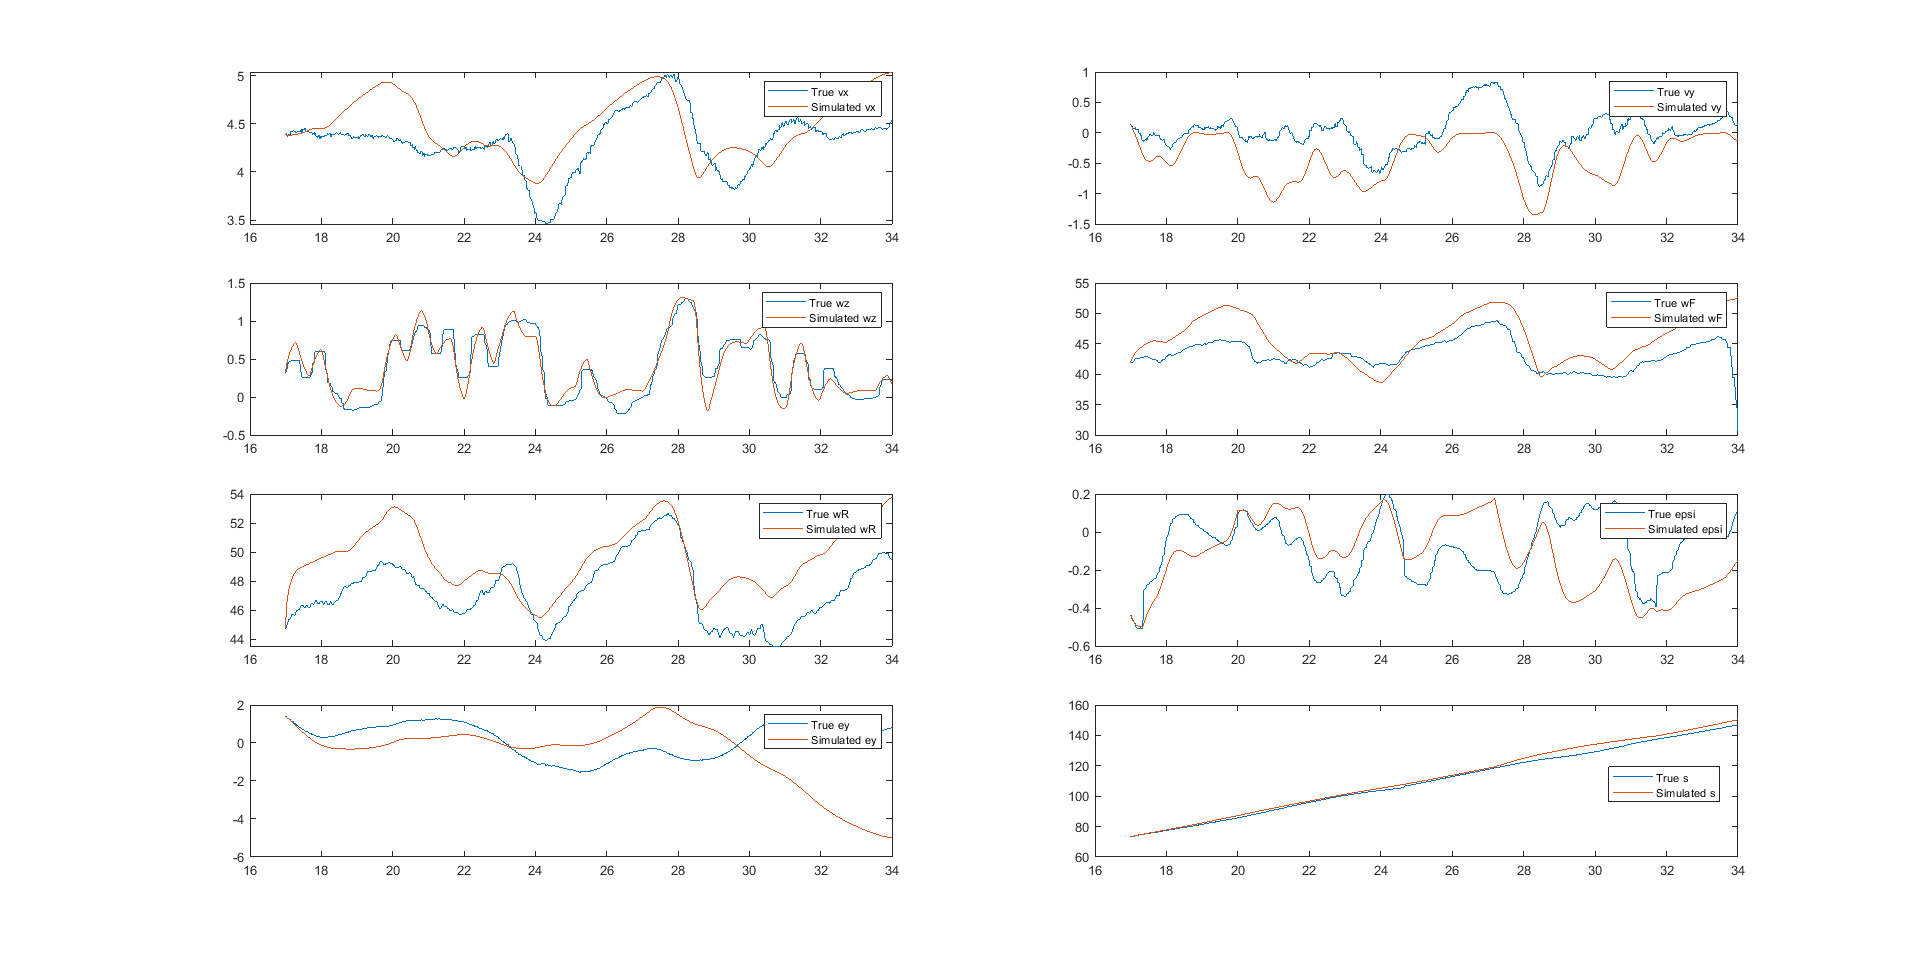 5
4.5
4
3.5
16 18 20 22 24 26 28 30 32 34
True vx
Simulated vx
1
0.5
0
-0.5
-1
-1.5
16 18 20 22 24 26 28 30 32 34
True vy
Simulated vy
1.5
1
0.5
0
-0.5
16 18 20 22 24 26 28 30 32 34
True wz
Simulated wz
55
50
45
40
35
30
16 18 20 22 24 26 28 30 32 34
True wF
Simulated wF
54
52
50
48
46
44
16 18 20 22 24 26 28 30 32 34
True wR
Simulated wR
0.2
0
-0.2
-0.4
-0.6
16 18 20 22 24 26 28 30 32 34
True epsi
Simulated epsi
2
0
-2
-4
-6
16 18 20 22 24 26 28 30 32 34
True ey
Simulated ey
160
140
120
100
80
60
16 18 20 22 24 26 28 30 32 34
True s
Simulated s